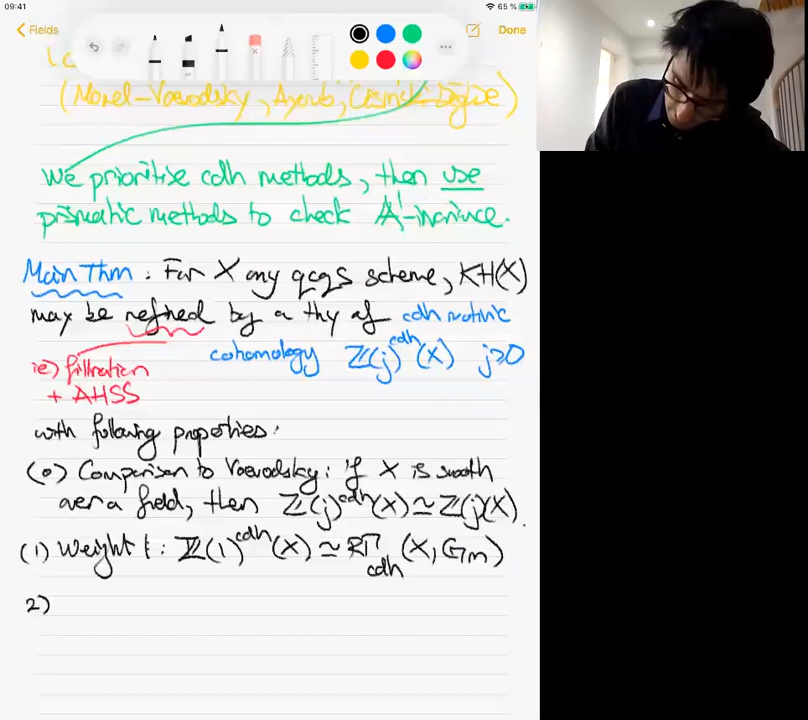 09:41
56%
Fields
Done
(Morel-Voevodsky, Ayoub, Cisinski-Déglise)
We prioritise cdh methods, then use
prismatic methods to check A¹-invariance.
Main Thm : For X any qcqs scheme, KH(X)
may be refined by a thy of cdh motivic
cohomology ℤ(j)^cdh(X) j≥0
ie) filtration
+ AHSS
with following properties:
(0) Comparison to Voevodsky: if X is smooth
over a field, then ℤ(j)^cdh(X) ≃ ℤ(j)(X).
(1) Weight 1: ℤ(1)^cdh(X) ≃ RΓ_cdh(X, Gm)
2)